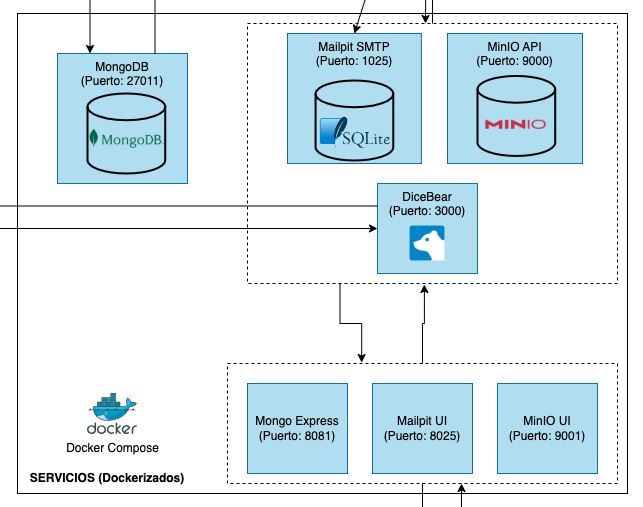 MongoDB
(Puerto: 27011)
MongoDB.
Mailpit SMTP
(Puerto: 1025)
SQLite
MinIO API
(Puerto: 9000)
MINIO
DiceBear
(Puerto: 3000)
Mongo Express
(Puerto: 8081)
Mailpit UI
(Puerto: 8025)
MinIO UI
(Puerto: 9001)
docker
Docker Compose
SERVICIOS (Dockerizados)